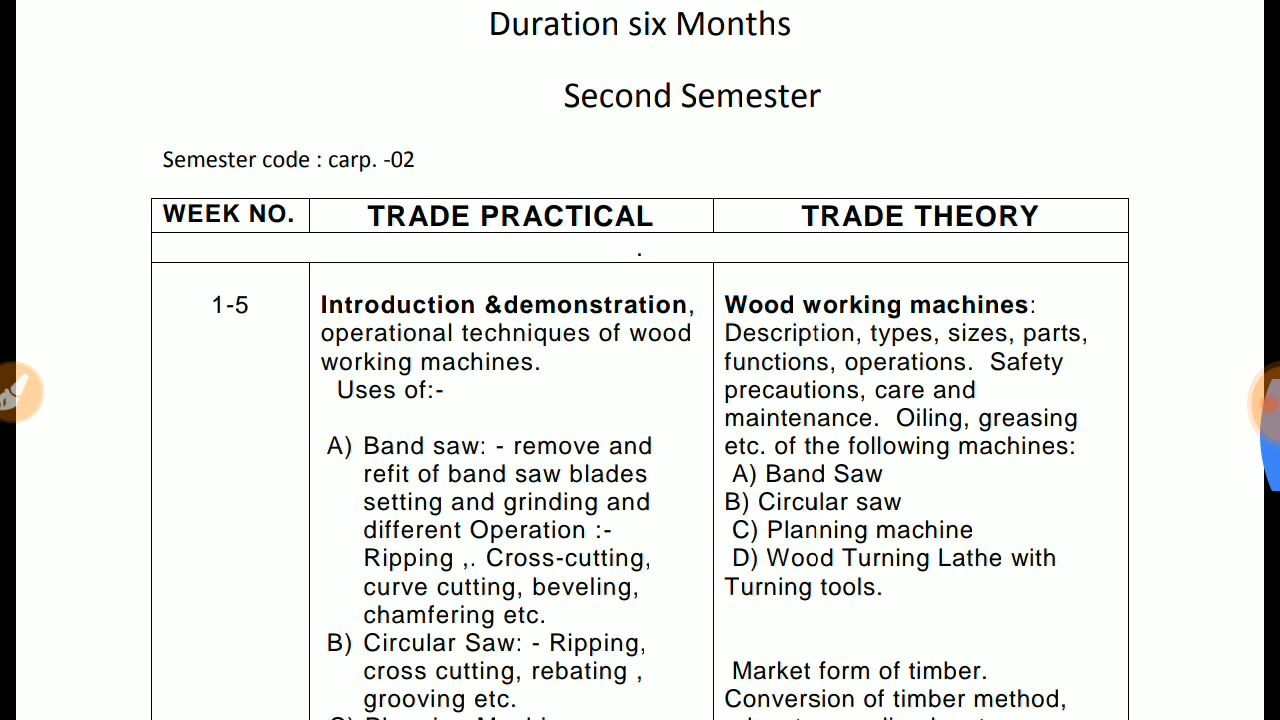 Duration six Months
Second Semester
Semester code : carp. -02
WEEK NO.
TRADE PRACTICAL
TRADE THEORY
.
1-5
Introduction &demonstration,
operational techniques of wood
working machines.
Uses of:-
A) Band saw: - remove and
refit of band saw blades
setting and grinding and
different Operation :-
Ripping ,. Cross-cutting,
curve cutting, beveling,
chamfering etc.
B) Circular Saw: - Ripping,
cross cutting, rebating ,
grooving etc.
Wood working machines:
Description, types, sizes, parts,
functions, operations.  Safety
precautions, care and
maintenance.  Oiling, greasing
etc. of the following machines:
A) Band Saw
B) Circular saw
C) Planning machine
D) Wood Turning Lathe with
Turning tools.
Market form of timber.
Conversion of timber method,